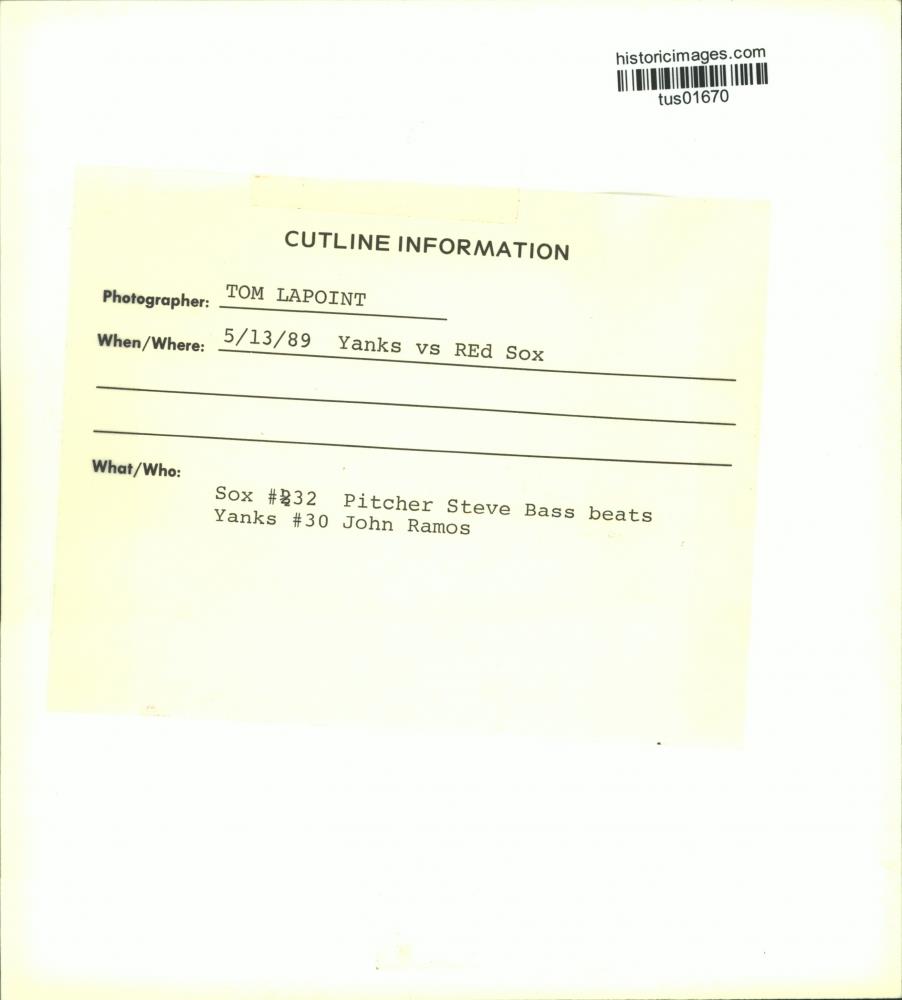 historicimages.com
tus01670
CUTLINE INFORMATION
Photographer: TOM LAPOINT
When/Where: 5/13/89 Yanks vs REd Sox
What/Who:
Sox #32 Pitcher Steve Bass beats
Yanks #30 John Ramos